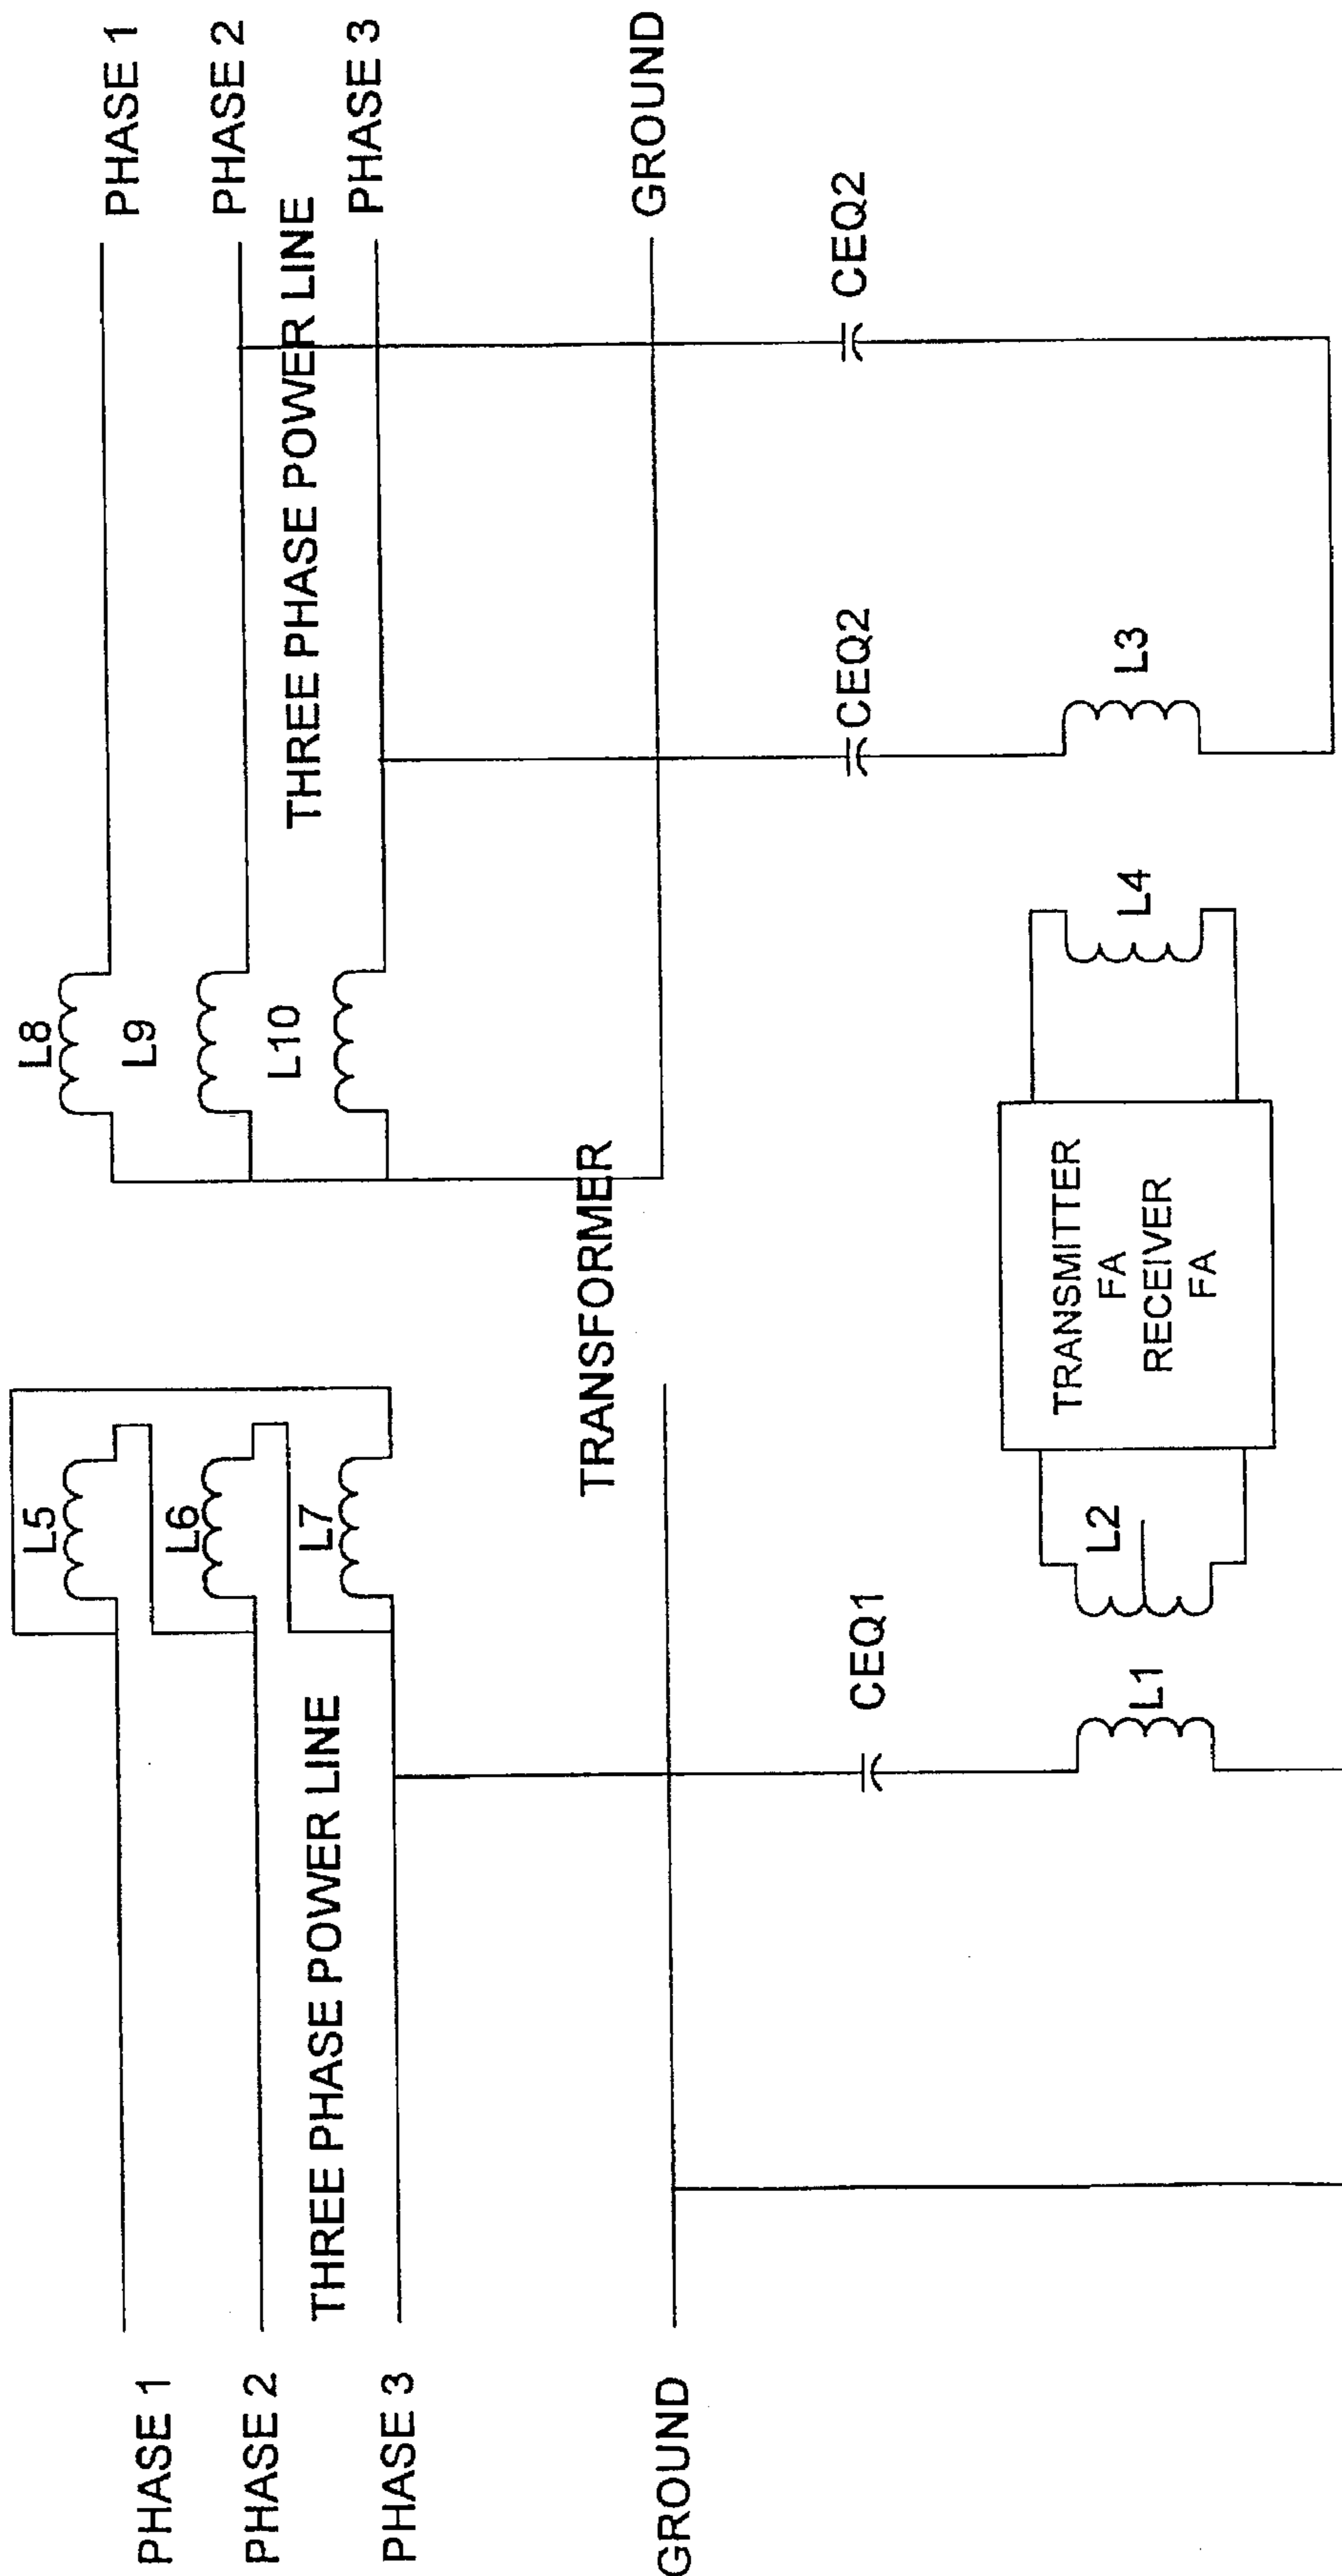 L5
L8
PHASE 1
PHASE 1
L6
L9
PHASE 2
PHASE 2
L7
L10
THREE PHASE POWER LINE
THREE PHASE POWER LINE
PHASE 3
PHASE 3
TRANSFORMER
GROUND
GROUND
CEQ1
CEQ2
CEQ2
L1
L2
TRANSMITTER
FA
RECEIVER
FA
L4
L3